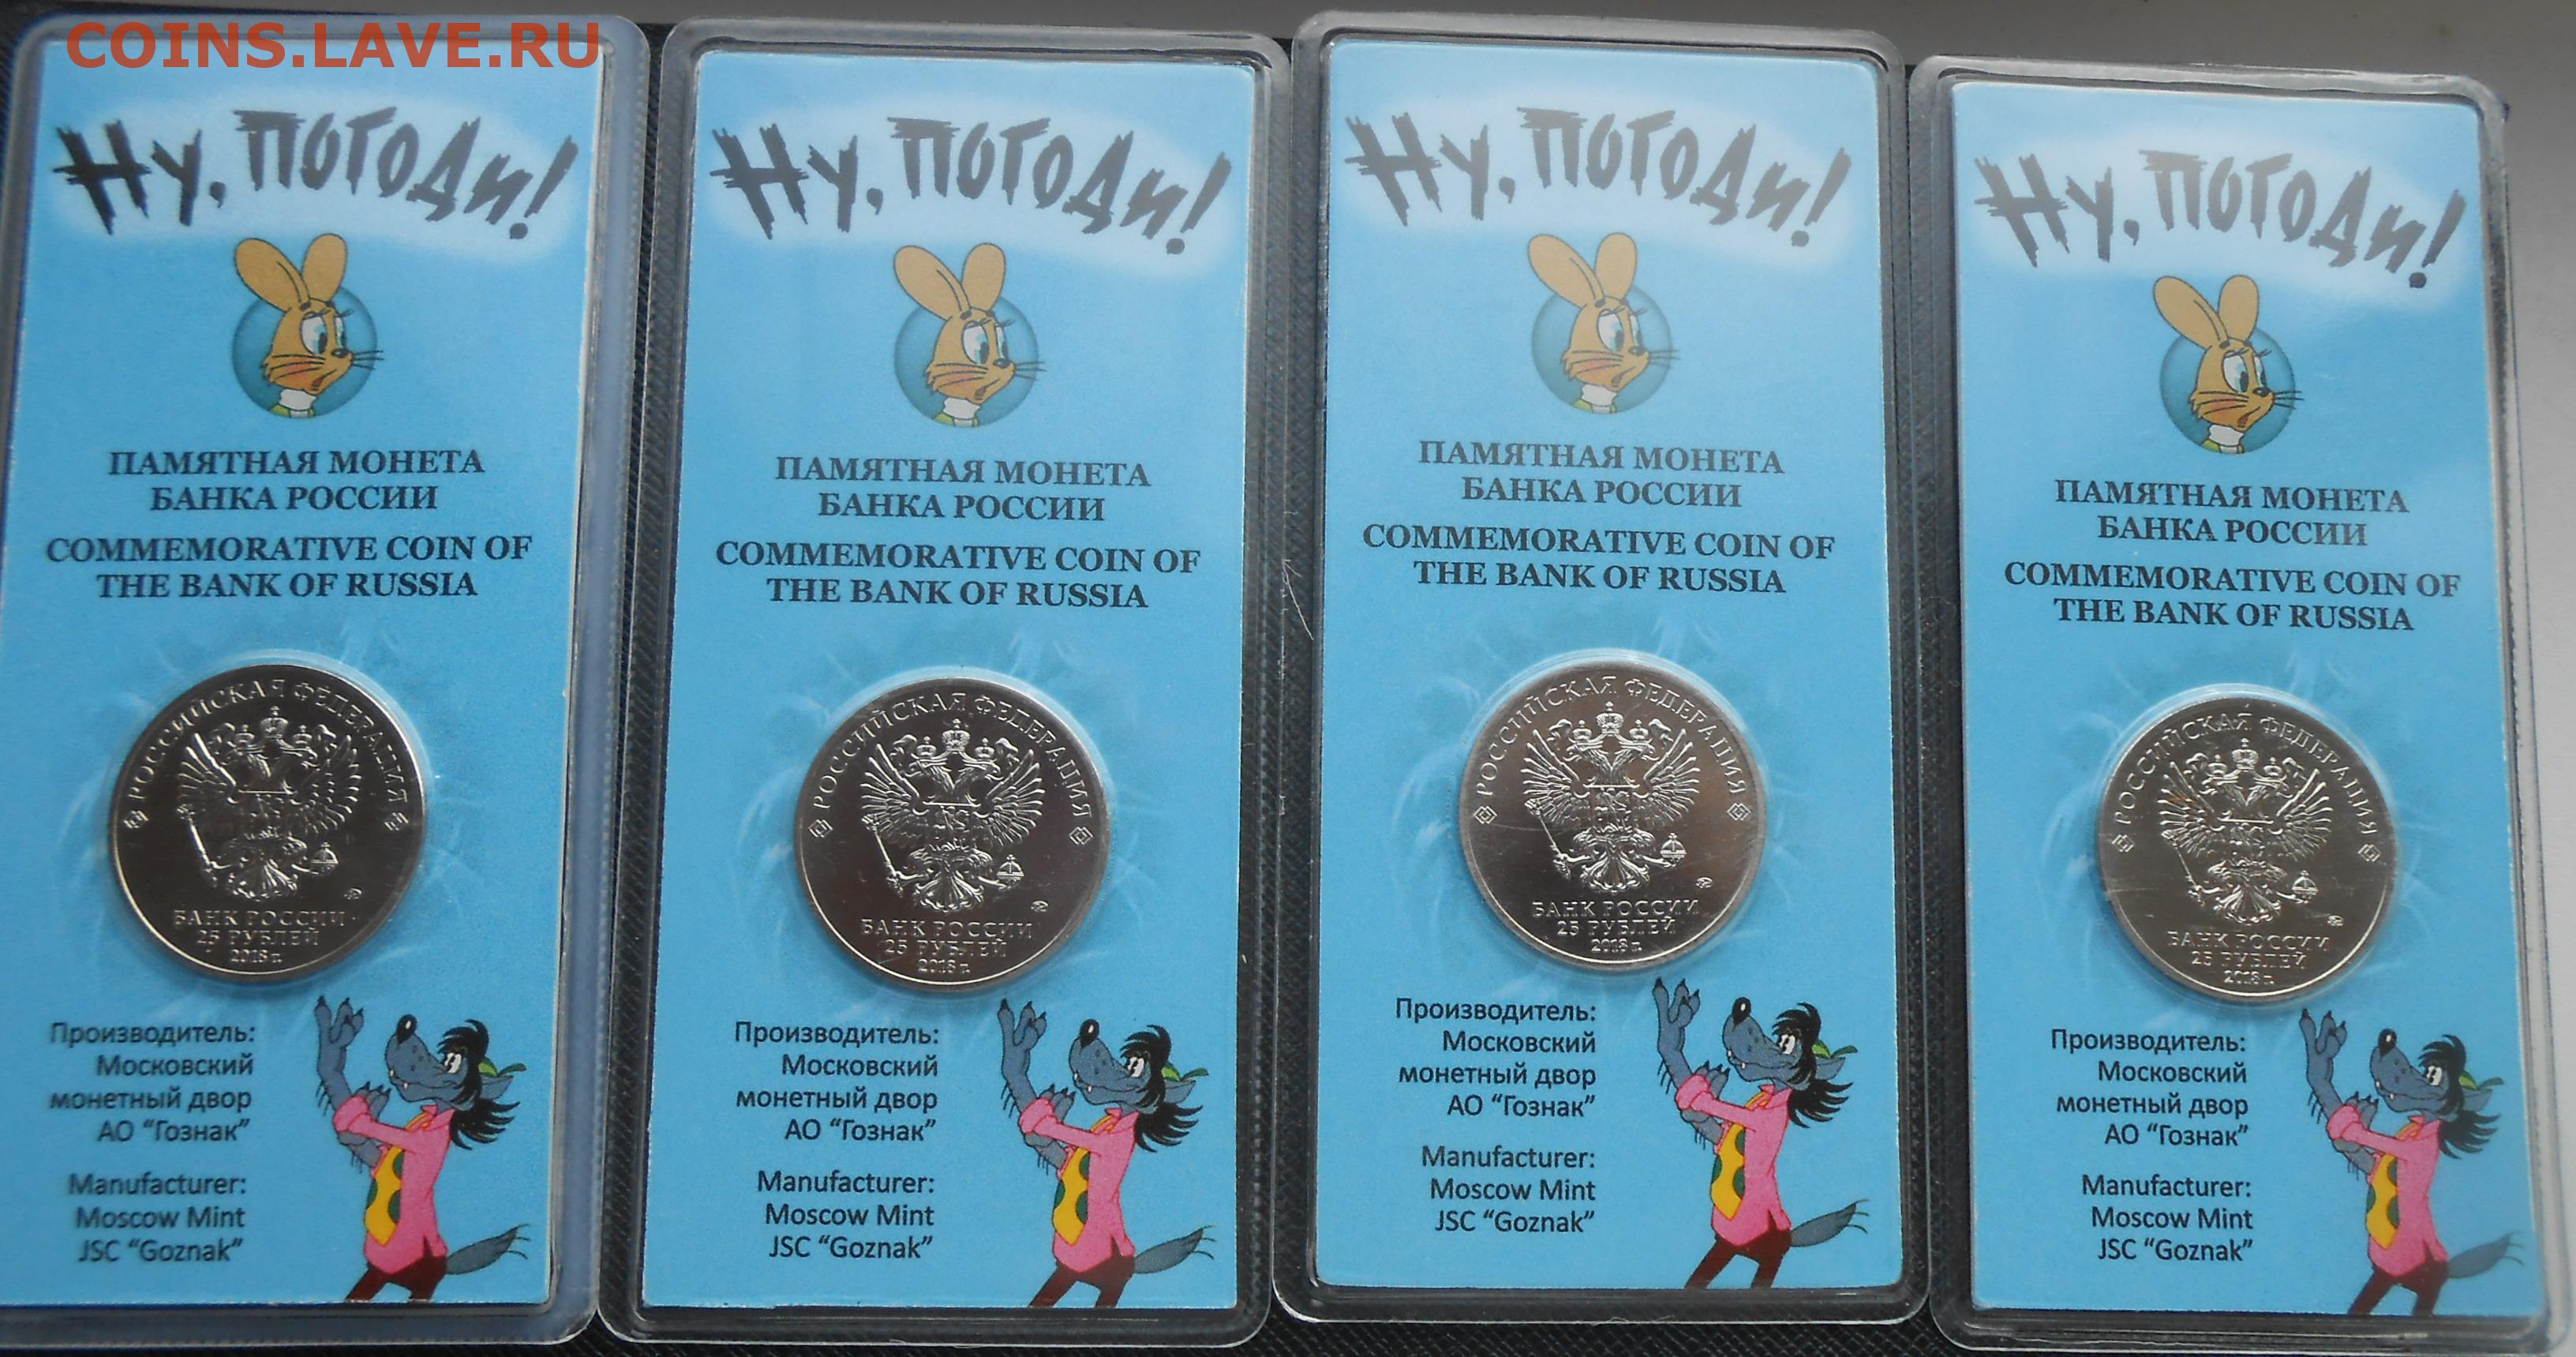 COINS.LAVE.RU
Ну, погоди!
ПАМЯТНАЯ МОНЕТА
БАНКА РОССИИ
COMMEMORATIVE COIN OF
THE BANK OF RUSSIA
РОССИЙСКАЯ ФЕДЕРАЦИЯ
БАНК РОССИИ
25 РУБЛЕЙ
2018 г.
Производитель:
Московский
монетный двор
АО “Гознак”
Manufacturer:
Moscow Mint
JSC “Goznak”
Ну, погоди!
ПАМЯТНАЯ МОНЕТА
БАНКА РОССИИ
COMMEMORATIVE COIN OF
THE BANK OF RUSSIA
РОССИЙСКАЯ ФЕДЕРАЦИЯ
БАНК РОССИИ
25 РУБЛЕЙ
2018 г.
Производитель:
Московский
монетный двор
АО “Гознак”
Manufacturer:
Moscow Mint
JSC “Goznak”
Ну, погоди!
ПАМЯТНАЯ МОНЕТА
БАНКА РОССИИ
COMMEMORATIVE COIN OF
THE BANK OF RUSSIA
РОССИЙСКАЯ ФЕДЕРАЦИЯ
БАНК РОССИИ
25 РУБЛЕЙ
2018 г.
Производитель:
Московский
монетный двор
АО “Гознак”
Manufacturer:
Moscow Mint
JSC “Goznak”
Ну, погоди!
ПАМЯТНАЯ МОНЕТА
БАНКА РОССИИ
COMMEMORATIVE COIN OF
THE BANK OF RUSSIA
РОССИЙСКАЯ ФЕДЕРАЦИЯ
БАНК РОССИИ
25 РУБЛЕЙ
2018 г.
Производитель:
Московский
монетный двор
АО “Гознак”
Manufacturer:
Moscow Mint
JSC “Goznak”